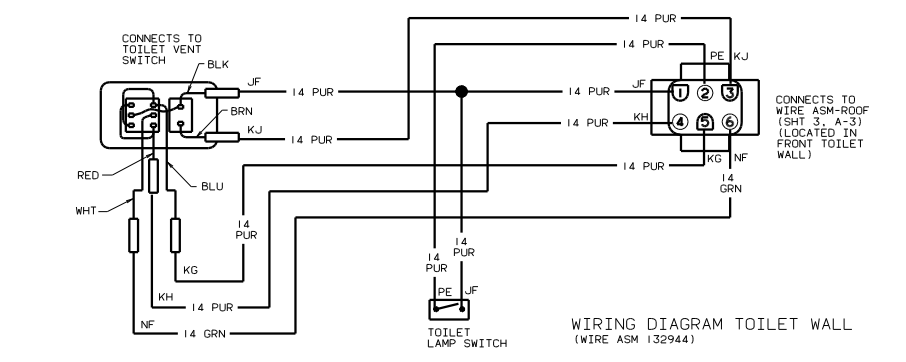 14 PUR
CONNECTS TO
TOILET VENT
SWITCH
14 PUR
PE KJ
BLK
JF
14 PUR
14 PUR
JF
1 2 3
BRN
CONNECTS TO
WIRE ASM-ROOF
(SHT 3, A-3)
(LOCATED IN
FRONT TOILET
WALL)
KH
14 PUR
4 5 6
KJ
14 PUR
KG NF
14 PUR
RED
BLU
14
GRN
WHT
14
PUR
14
PUR
14
PUR
KG
PE JF
KH
14 PUR
NF
14 GRN
TOILET
LAMP SWITCH
WIRING DIAGRAM TOILET WALL
(WIRE ASM 132944)